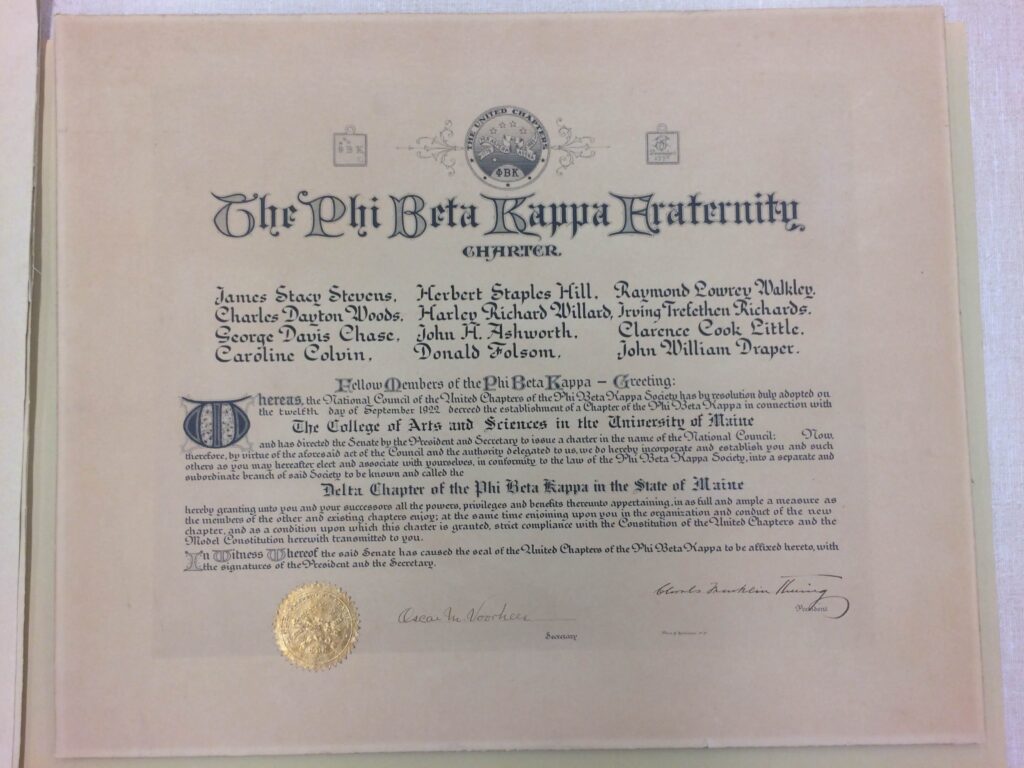 THE UNITED CHAPTERS
ΦBK
ΦBK
The Phi Beta Kappa Fraternity
CHARTER.
James Stacy Stevens, Herbert Staples Hill, Raymond Lowrey Walkley,
Charles Dayton Woods, Harley Richard Willard, Irving Trefethen Richards,
George Davis Chase, John H. Ashworth, Clarence Cook Little,
Caroline Colvin, Donald Folsom, John William Draper.
Fellow Members of the Phi Beta Kappa – Greeting:
Whereas, the National Council of the United Chapters of the Phi Beta Kappa Society has by resolution duly adopted on
the twelfth day of September 1922 decreed the establishment of a Chapter of the Phi Beta Kappa in connection with
The College of Arts and Sciences in the University of Maine
and has directed the Senate by the President and Secretary to issue a charter in the name of the National Council: Now,
therefore, by virtue of the aforesaid act of the Council and the authority delegated to us, we do hereby incorporate and establish you and such
others as you may hereafter elect and associate with yourselves, in conformity to the law of the Phi Beta Kappa Society, into a separate and
subordinate branch of said Society to be known and called the
Delta Chapter of the Phi Beta Kappa in the State of Maine
hereby granting unto you and your successors all the powers, privileges and benefits thereunto appertaining, in as full and ample a measure as
the members of the other and existing chapters enjoy; at the same time enjoining upon you in the organization and conduct of the new
chapter, and as a condition upon which this charter is granted, strict compliance with the Constitution of the United Chapters and the
Model Constitution herewith transmitted to you.
In Witness Whereof the said Senate has caused the seal of the United Chapters of the Phi Beta Kappa to be affixed hereto, with
the signatures of the President and the Secretary.
Charles Franklin Thwing
President
Oscar M. Voorhees
Secretary